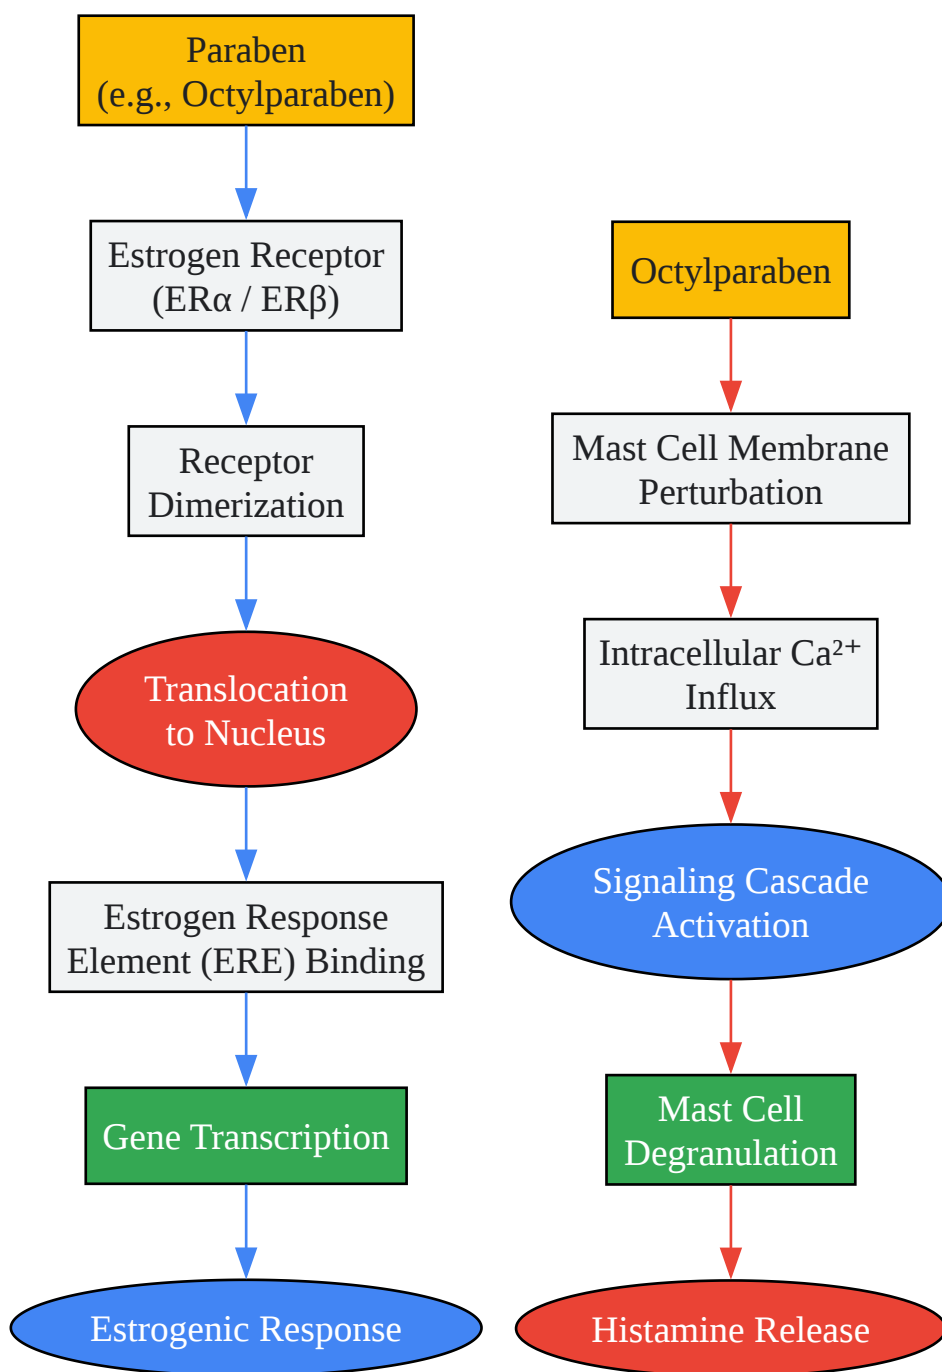 Paraben
(e.g., Octylparaben)
Estrogen Receptor
(ERα / ERβ)
Receptor
Dimerization
Translocation
to Nucleus
Estrogen Response
Element (ERE) Binding
Gene Transcription
Estrogenic Response
Octylparaben
Mast Cell Membrane
Perturbation
Intracellular Ca²⁺
Influx
Signaling Cascade
Activation
Mast Cell
Degranulation
Histamine Release